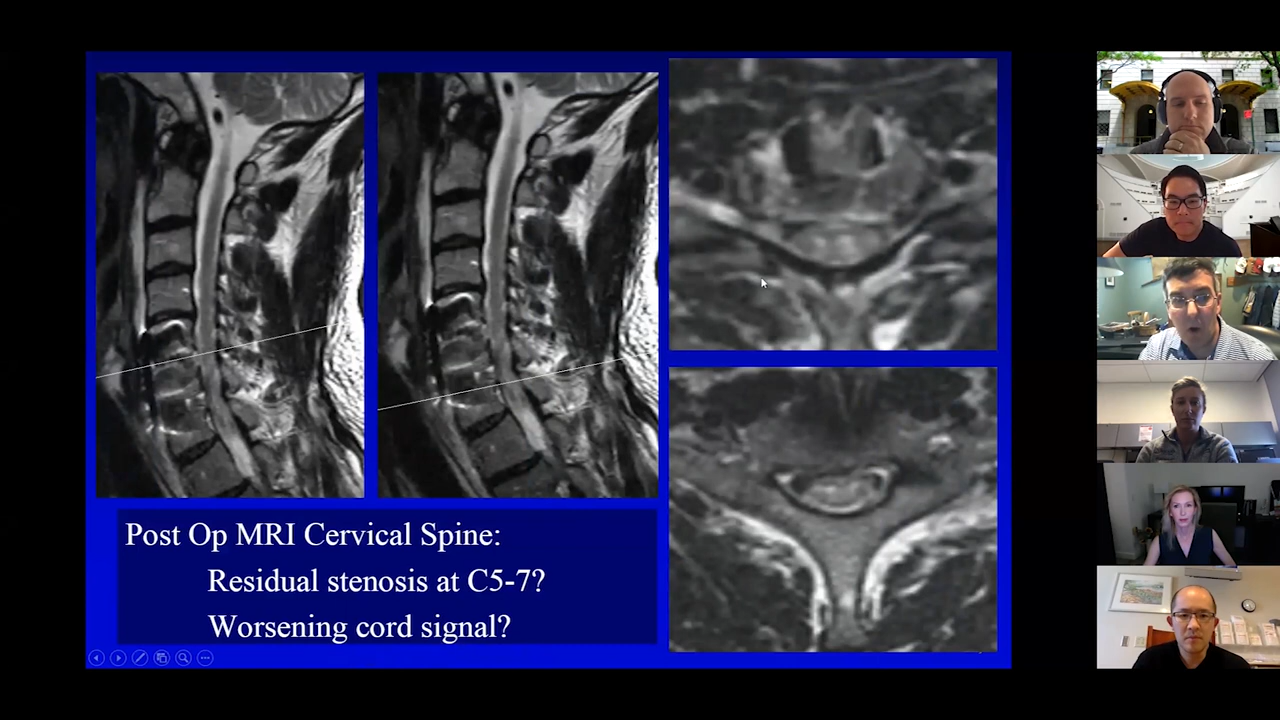 Post Op MRI Cervical Spine:
Residual stenosis at C5-7?
Worsening cord signal?